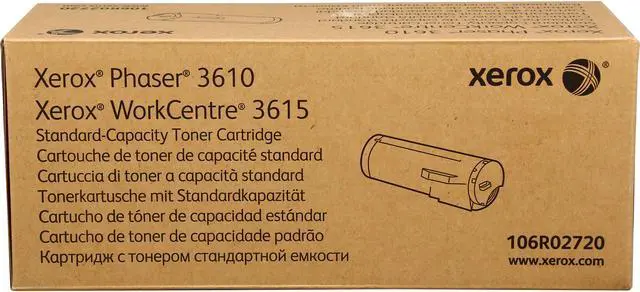 Xerox® Phaser® 3610
Xerox® WorkCentre® 3615
Standard-Capacity Toner Cartridge
Cartouche de toner de capacité standard
Cartuccia di toner a capacità standard
Tonerkartusche mit Standardkapazität
Cartucho de tóner de capacidad estándar
Cartucho de toner de capacidade padrão
Картридж с тонером стандартной емкости
xerox
106R02720
www.xerox.com